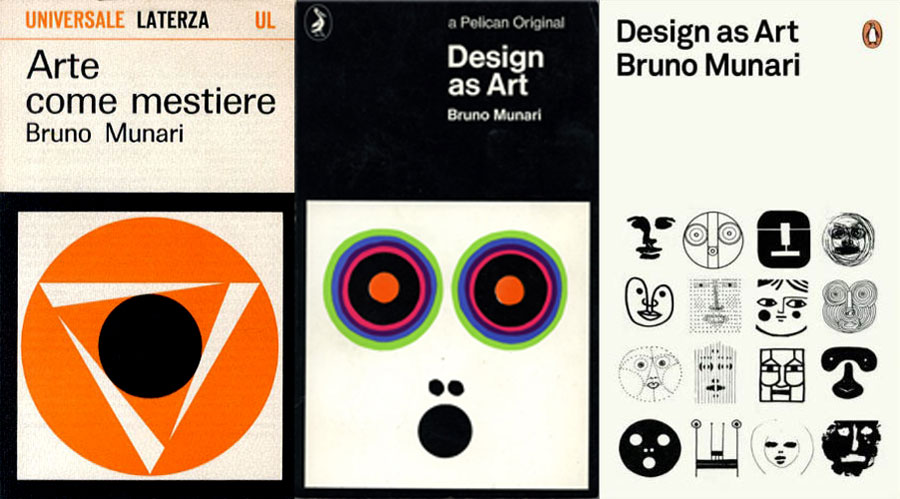 UNIVERSALE LATERZA UL
Arte
come mestiere
Bruno Munari
a Pelican Original
Design
as Art
Bruno Munari
Design as Art
Bruno Munari